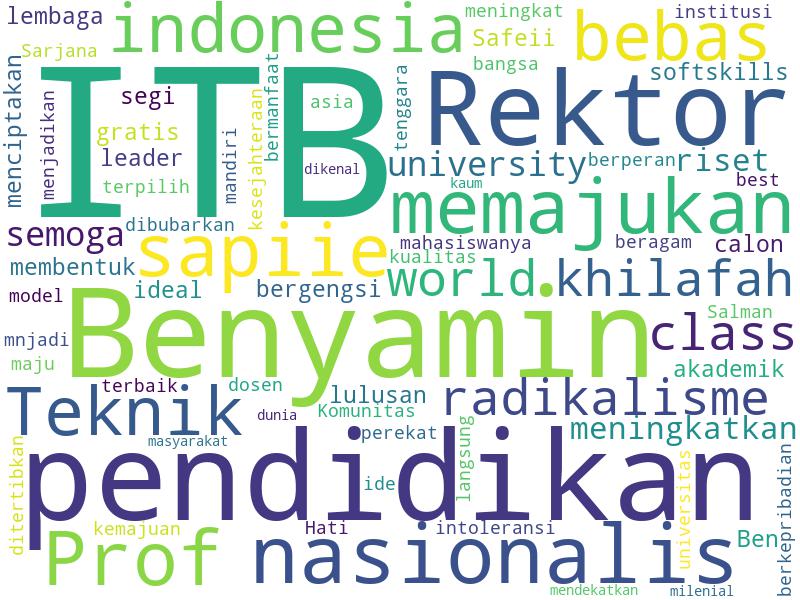 lembaga
indonesia
meningkat
institusi
Sarjana
Safeii
bebas
bangsa
softskills
menciptakan
menjadikan
ITB
segi
gratis
leader
terpilih
mandiri
kesejahteraan
bermanfaat
asia
dikenal
tenggara
Rektor
university
berperan
riset
kaum
best
memajukan
semoga
dibubarkan
sapiie
mahasiswanya
beragam
calon
membentuk
kualitas
world
khilafah
model
ideal
bergengsi
Benyamin
Salman
mnjadi
class
maju
akademik
terbaik
dosen
lulusan
radikalisme
Teknik
dunia
Komunitas
masyarakat
perekat
langsung
meningkatkan
pendidikan
ide
ditertibkan
universitas
berkepribadian
kemajuan
Hati
intoleransi
Prof
nasionalis
Ben
mendekatkan
milenial